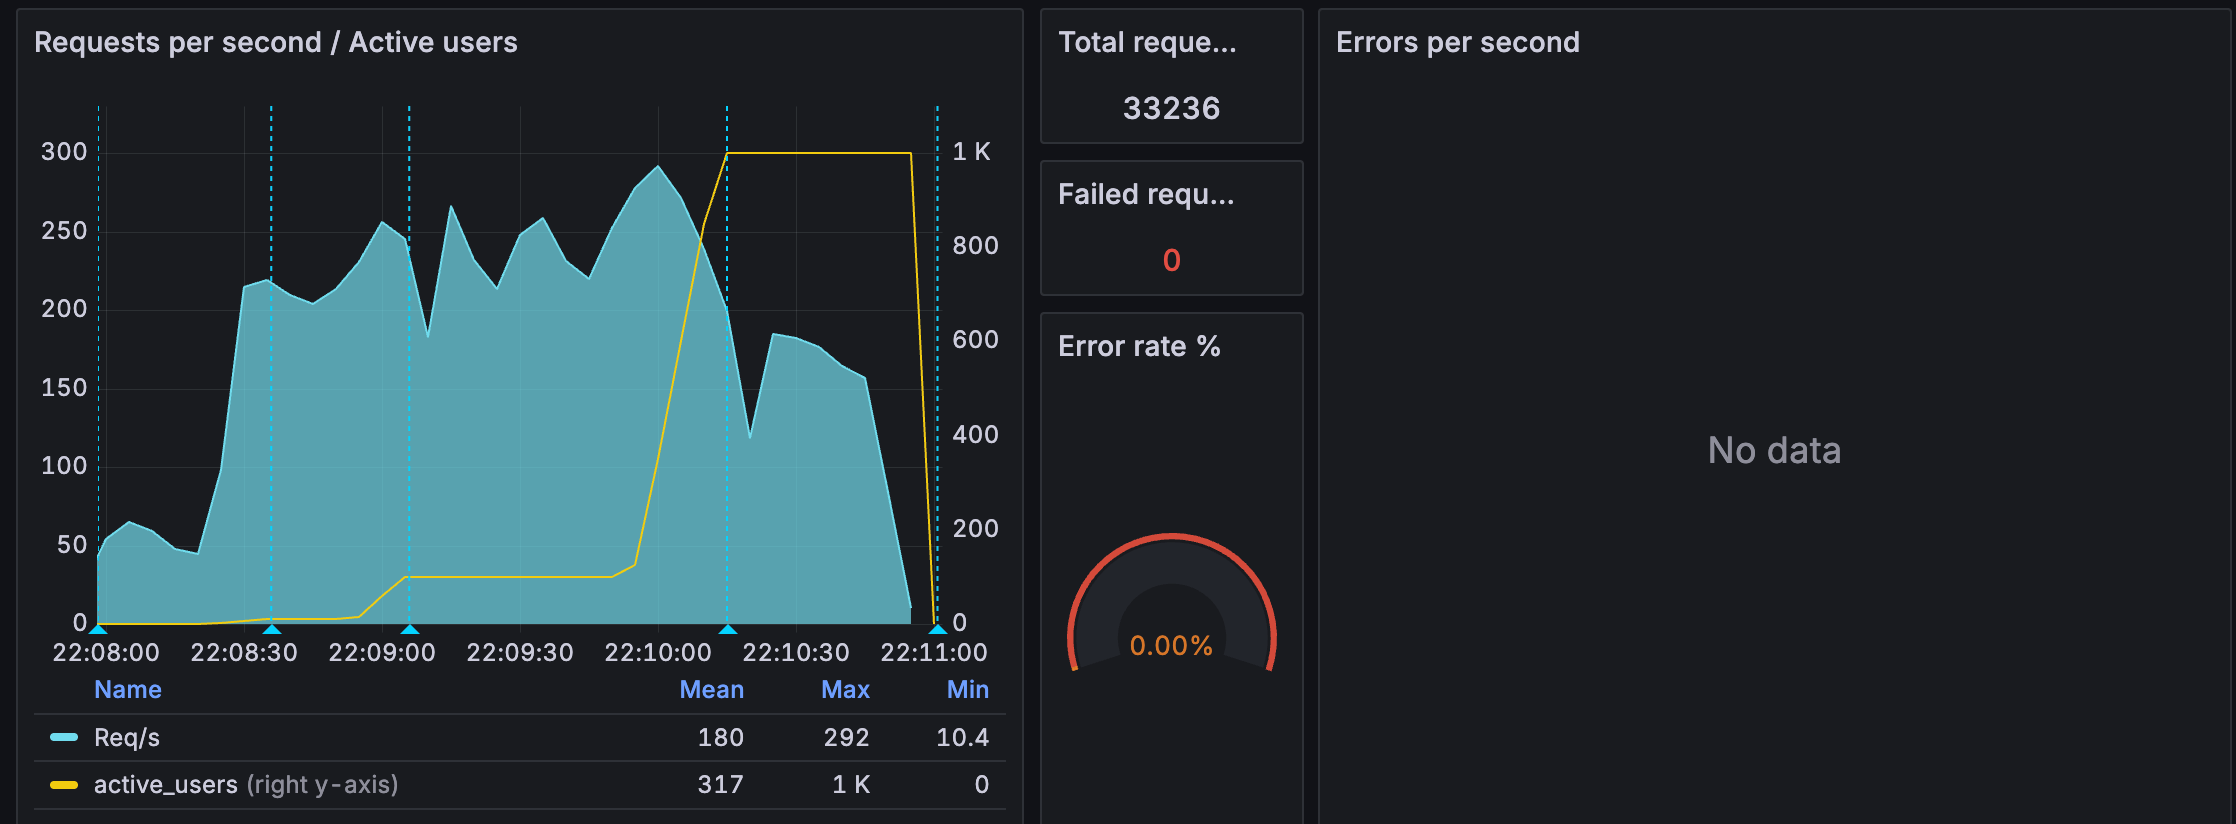 Requests per second / Active users
300
250
200
150
100
50
0
1 K
800
600
400
200
0
22:08:00 22:08:30 22:09:00 22:09:30 22:10:00 22:10:30 22:11:00
Name Mean Max Min
Req/s 180 292 10.4
active_users (right y-axis) 317 1 K 0
Total reque...
33236
Failed requ...
0
Error rate %
0.00%
Errors per second
No data